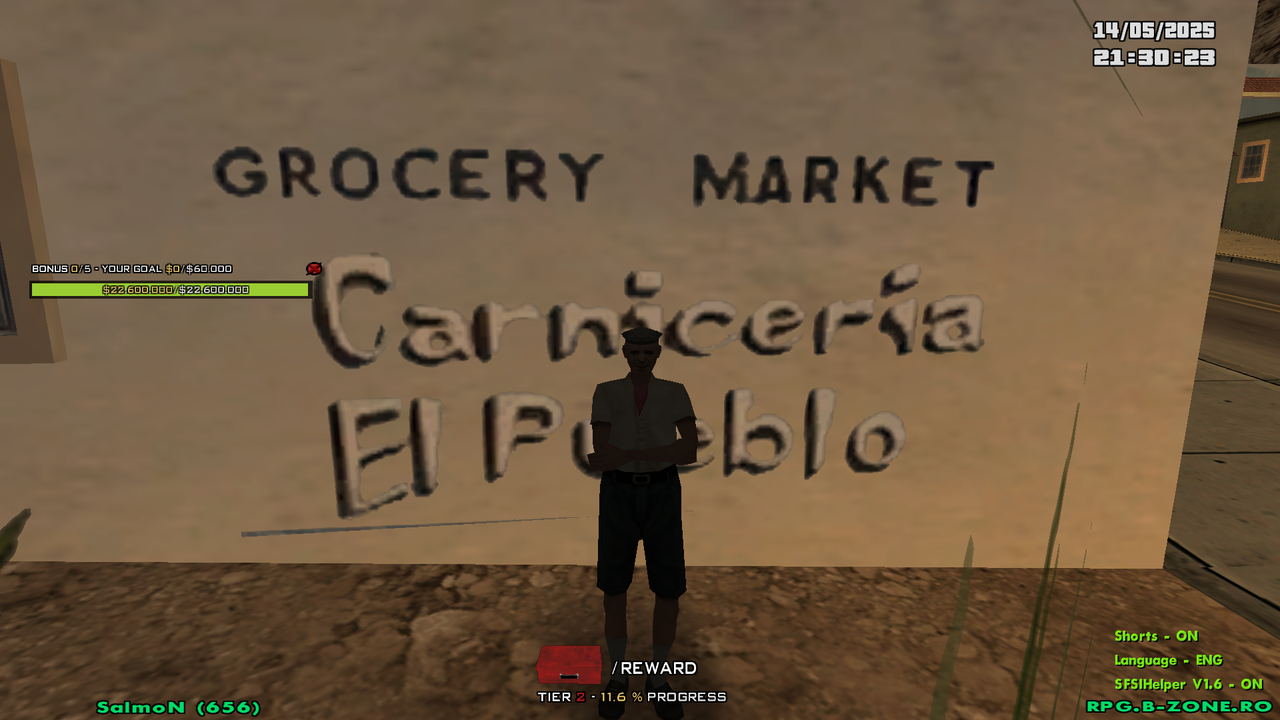 14/05/2025
21:30:23
GROCERY MARKET
BONUS 0/5 - YOUR GOAL $0/$60.000
$22.600.000/$22.600.000
Carnicería
El Pueblo
/REWARD
TIER 2 - 11.6 % PROGRESS
Shorts - ON
Language - ENG
SFSIHelper V1.6 - ON
SalmoN (656)
RPG.B-ZONE.RO